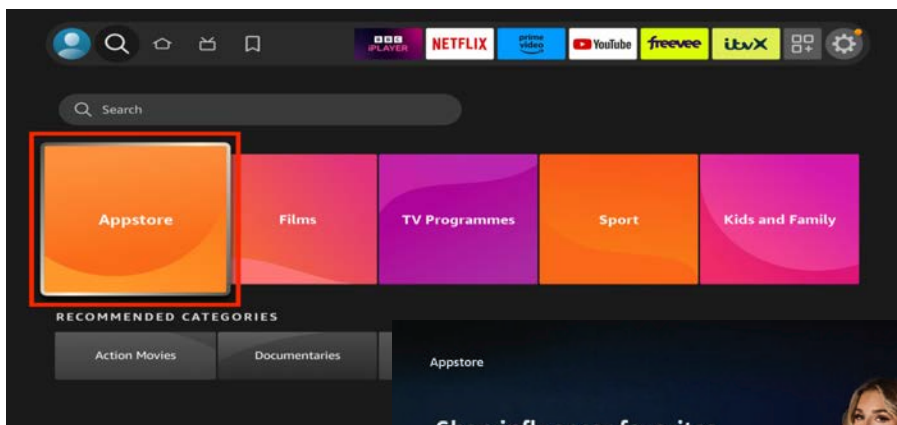 BBC iPLAYER NETFLIX prime video YouTube freevee itvX
Search
Appstore Films TV Programmes Sport Kids and Family
RECOMMENDED CATEGORIES
Action Movies Documentaries
Appstore